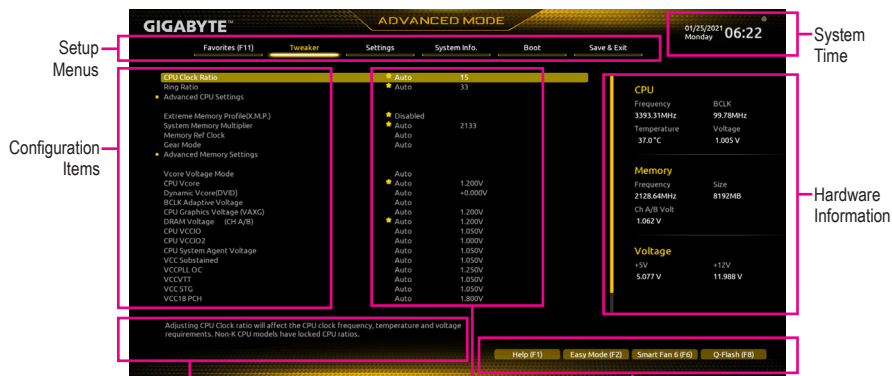 GIGABYTE™
ADVANCED MODE
01/25/2021 Monday 06:22
Setup Menus
System Time
Favorites (F11) Tweaker Settings System Info. Boot Save & Exit
Configuration Items
CPU Clock Ratio Auto 15
Ring Ratio Auto 33
Advanced CPU Settings
Extreme Memory Profile(X.M.P.) Disabled
System Memory Multiplier Auto 2133
Memory Ref Clock Auto
Gear Mode Auto
Advanced Memory Settings
Vcore Voltage Mode Auto
CPU Vcore Auto 1.200V
Dynamic Vcore(DVID) Auto +0.000V
BCLK Adaptive Voltage Auto
CPU Graphics Voltage (VAXG) Auto 1.200V
DRAM Voltage (CH A/B) Auto 1.200V
CPU VCCIO Auto 1.050V
CPU VCCIO2 Auto 1.000V
CPU System Agent Voltage Auto 1.050V
VCC Substained Auto 1.050V
VCCPLL OC Auto 1.250V
VCCVTT Auto 1.050V
VCC STG Auto 1.050V
VCC18 PCH Auto 1.800V
CPU
Frequency BCLK
3393.31MHz 99.78MHz
Temperature Voltage
37.0 °C 1.005 V
Memory
Frequency Size
2128.64MHz 8192MB
Ch A/B Volt
1.062 V
Voltage
+5V +12V
5.077 V 11.988 V
Hardware Information
Adjusting CPU Clock ratio will affect the CPU clock frequency, temperature and voltage
requirements. Non-K CPU models have locked CPU ratios.
Help (F1) Easy Mode (F2) Smart Fan 6 (F6) Q-Flash (F8)